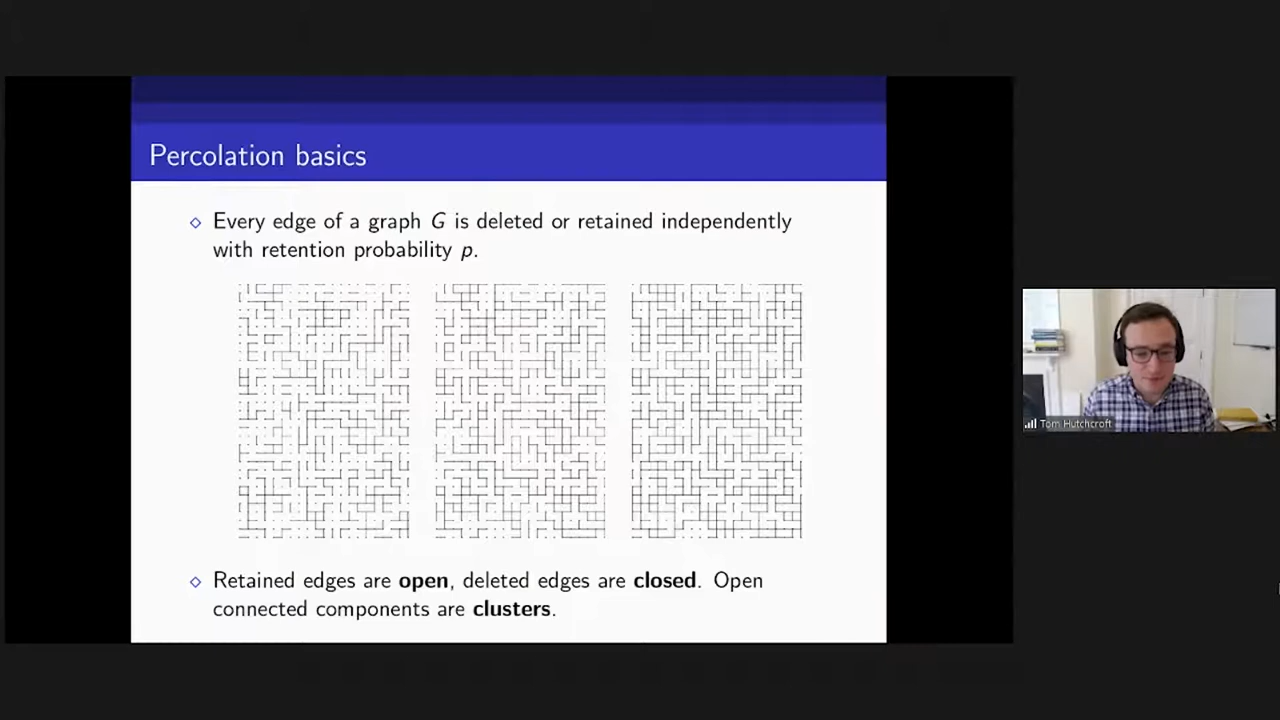 Percolation basics
◇ Every edge of a graph G is deleted or retained independently
with retention probability p.
◇ Retained edges are open, deleted edges are closed. Open
connected components are clusters.
Tom Hutchcroft